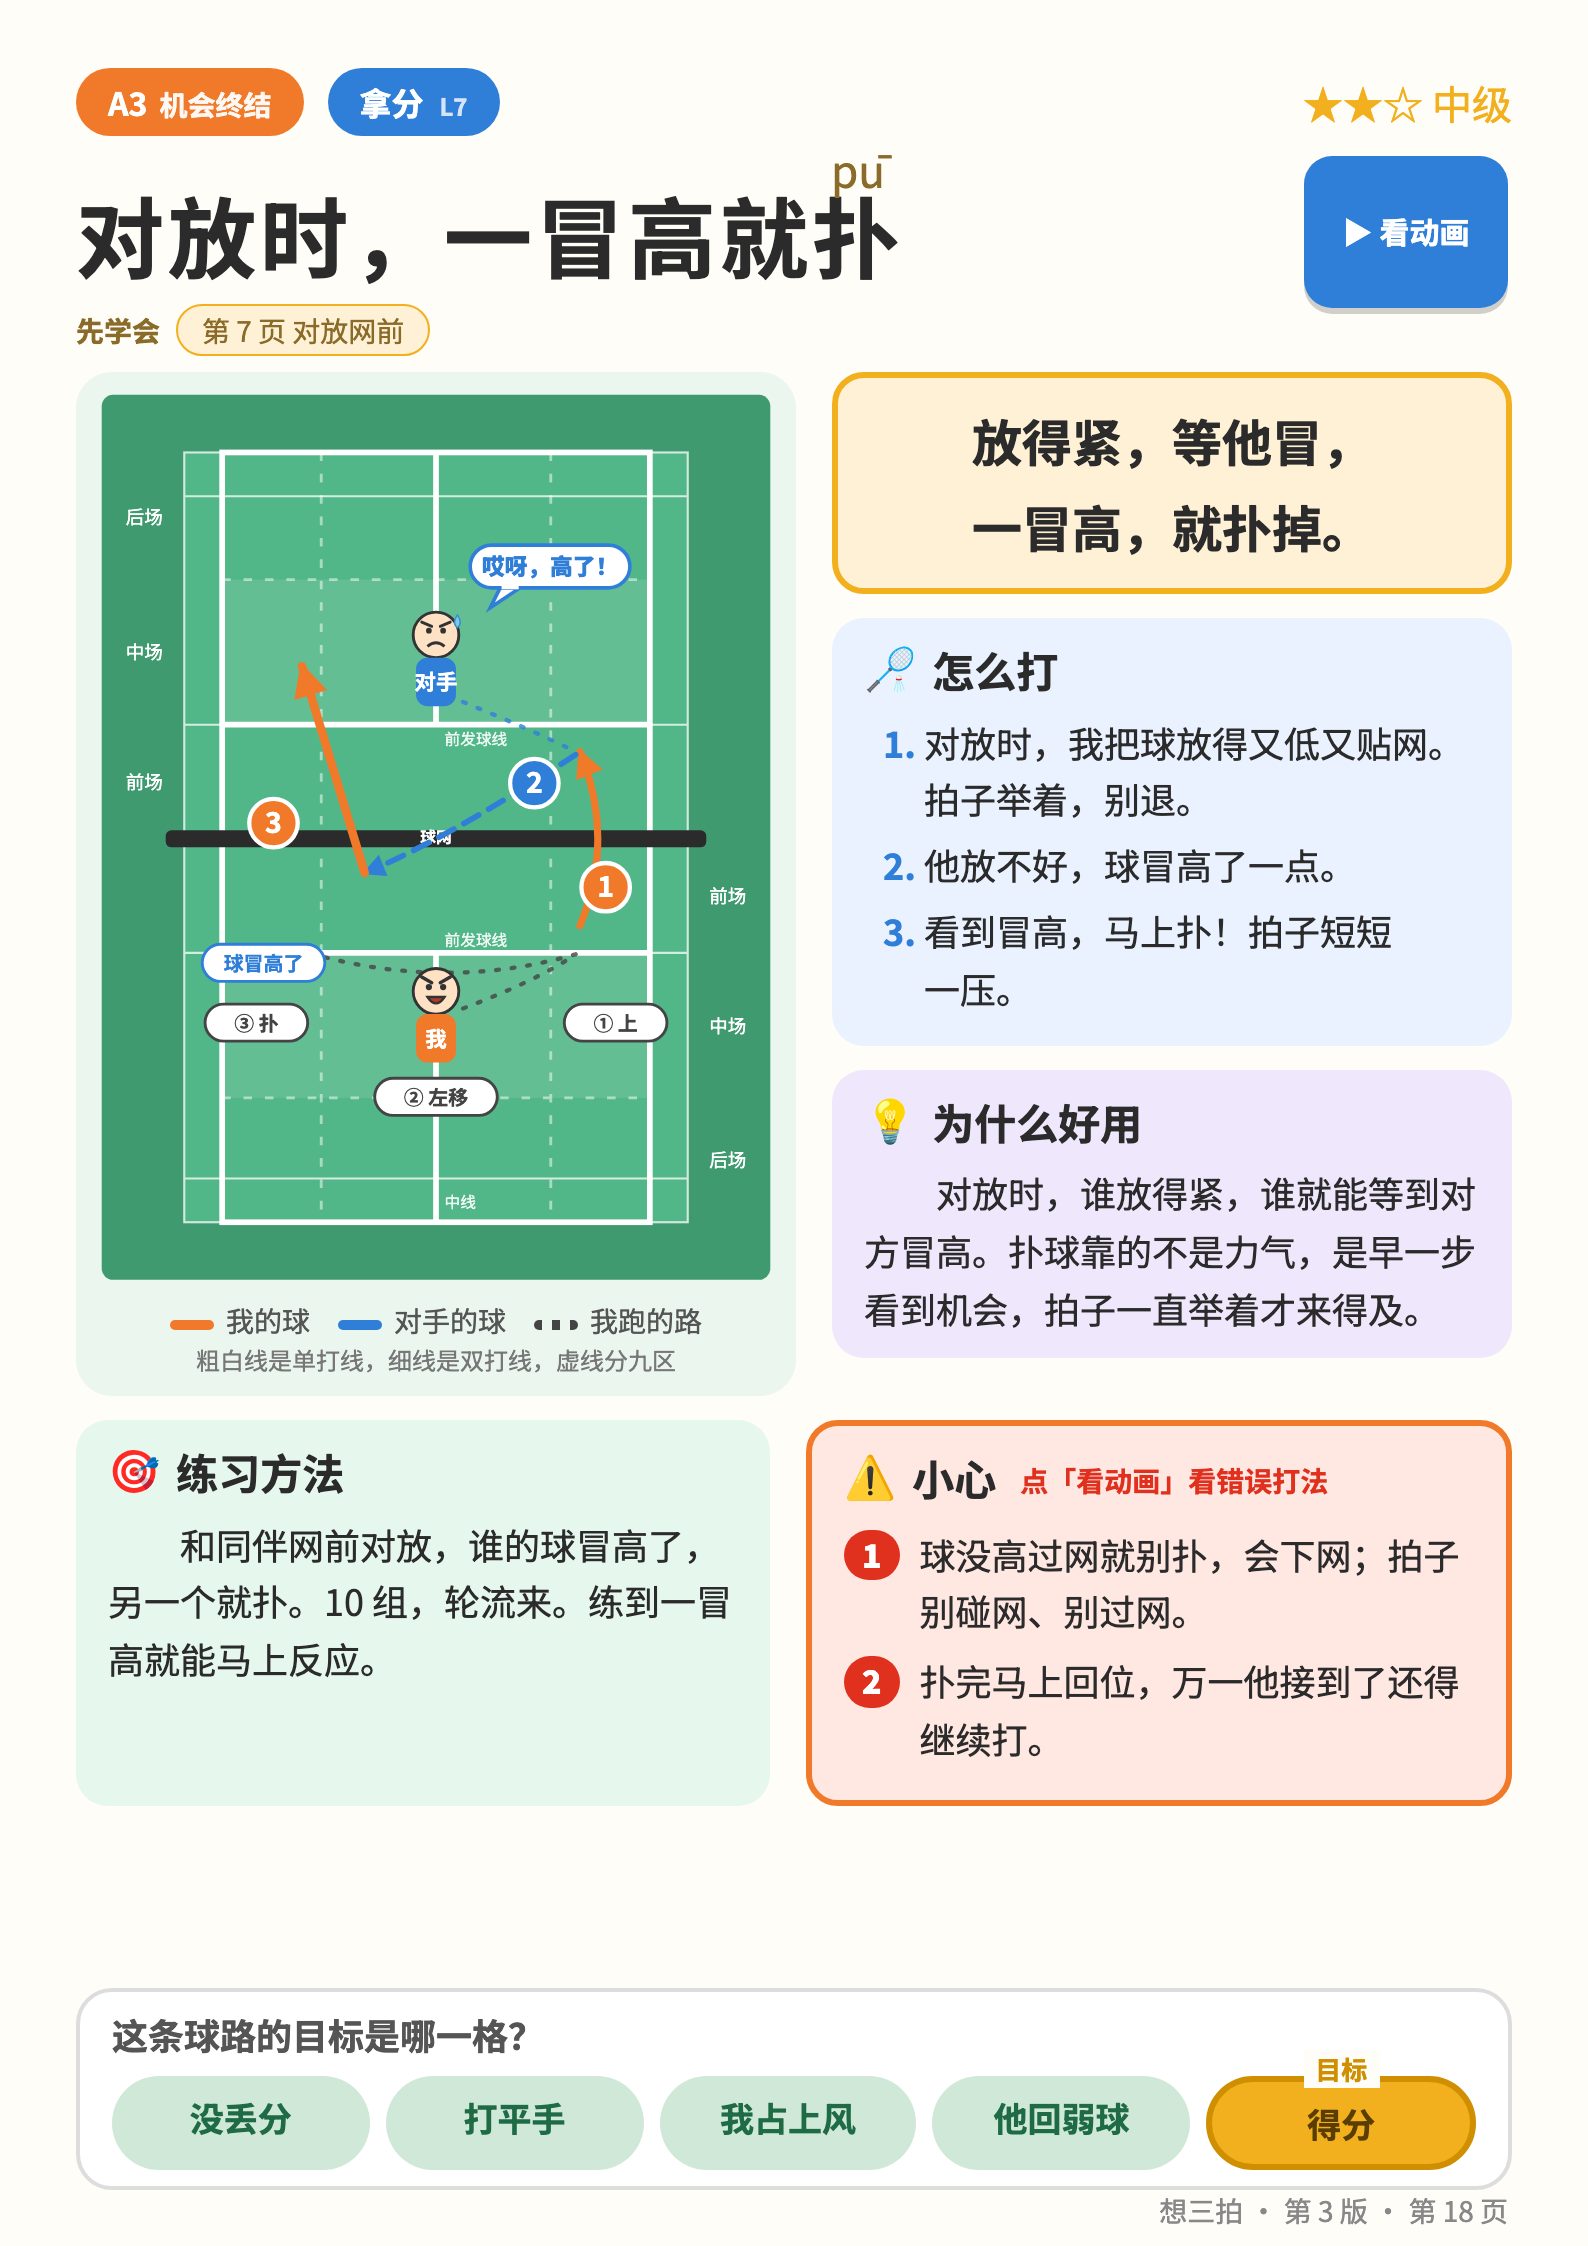 A3 机会终结
拿分 L7
★★☆ 中级
pū
对放时，一冒高就扑
▶ 看动画
先学会 第 7 页 对放网前
后场
哎呀，高了！
中场
对手
前发球线
前场
2
3
球网
1
前场
前发球线
球冒高了
③ 扑
我
① 上
中场
② 左移
后场
中线
我的球 对手的球 我跑的路
粗白线是单打线，细线是双打线，虚线分九区
放得紧，等他冒，
一冒高，就扑掉。
怎么打
1. 对放时，我把球放得又低又贴网。
拍子举着，别退。
2. 他放不好，球冒高了一点。
3. 看到冒高，马上扑！拍子短短
一压。
为什么好用
对放时，谁放得紧，谁就能等到对
方冒高。扑球靠的不是力气，是早一步
看到机会，拍子一直举着才来得及。
练习方法
和同伴网前对放，谁的球冒高了，
另一个就扑。10 组，轮流来。练到一冒
高就能马上反应。
小心 点「看动画」看错误打法
1 球没高过网就别扑，会下网；拍子
别碰网、别过网。
2 扑完马上回位，万一他接到了还得
继续打。
这条球路的目标是哪一格？
目标
没丢分 打平手 我占上风 他回弱球 得分
想三拍 · 第 3 版 · 第 18 页